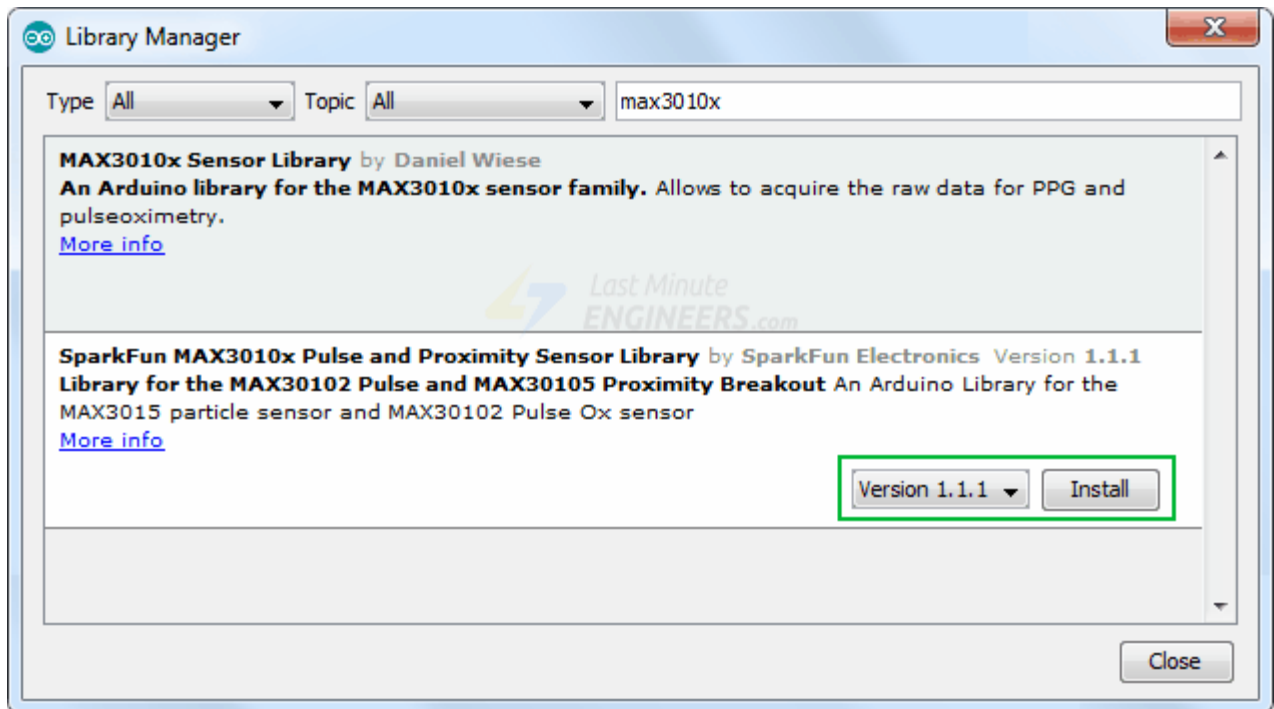 Library Manager
Type All Topic All max3010x
MAX3010x Sensor Library by Daniel Wiese
An Arduino library for the MAX3010x sensor family. Allows to acquire the raw data for PPG and
pulseoximetry.
More info
Last Minute
ENGINEERS.com
SparkFun MAX3010x Pulse and Proximity Sensor Library by SparkFun Electronics Version 1.1.1
Library for the MAX30102 Pulse and MAX30105 Proximity Breakout An Arduino Library for the
MAX3015 particle sensor and MAX30102 Pulse Ox sensor
More info
Version 1.1.1 Install
Close